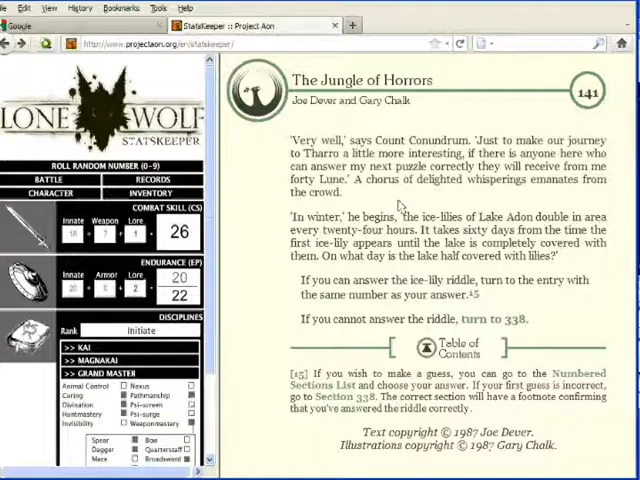 File Edit View History Bookmarks Tools Help
Google
StatsKeeper :: Project Aon
http://www.projectaon.org/en/statskeeper/
LONE WOLF
STATSKEEPER
ROLL RANDOM NUMBER (0-9)
BATTLE RECORDS
CHARACTER INVENTORY
COMBAT SKILL (CS)
Innate Weapon Lore
18 + 7 + 1 26
ENDURANCE (EP)
Innate Armor Lore 20
20 0 2 22
DISCIPLINES
Rank Initiate
>> KAI
>> MAGNAKAI
>> GRAND MASTER
Animal Control Nexus
Curing Pathmanship
Divination Psi-screen
Huntmastery Psi-surge
Invisibility Weaponmastery
Spear Bow
Dagger Quarterstaff
Mace Broadsword
The Jungle of Horrors
Joe Dever and Gary Chalk
141
'Very well,' says Count Conundrum. 'Just to make our journey
to Tharro a little more interesting, if there is anyone here who
can answer my next puzzle correctly they will receive from me
forty Lune.' A chorus of delighted whisperings emanates from
the crowd.
'In winter,' he begins, 'the ice-lilies of Lake Adon double in area
every twenty-four hours. It takes sixty days from the time the
first ice-lily appears until the lake is completely covered with
them. On what day is the lake half covered with lilies?'
If you can answer the ice-lily riddle, turn to the entry with
the same number as your answer.15
If you cannot answer the riddle, turn to 338.
Table of
Contents
[15] If you wish to make a guess, you can go to the Numbered
Sections List and choose your answer. If your first guess is incorrect,
go to Section 338. The correct section will have a footnote confirming
that you've answered the riddle correctly.
Text copyright © 1987 Joe Dever.
Illustrations copyright © 1987 Gary Chalk.